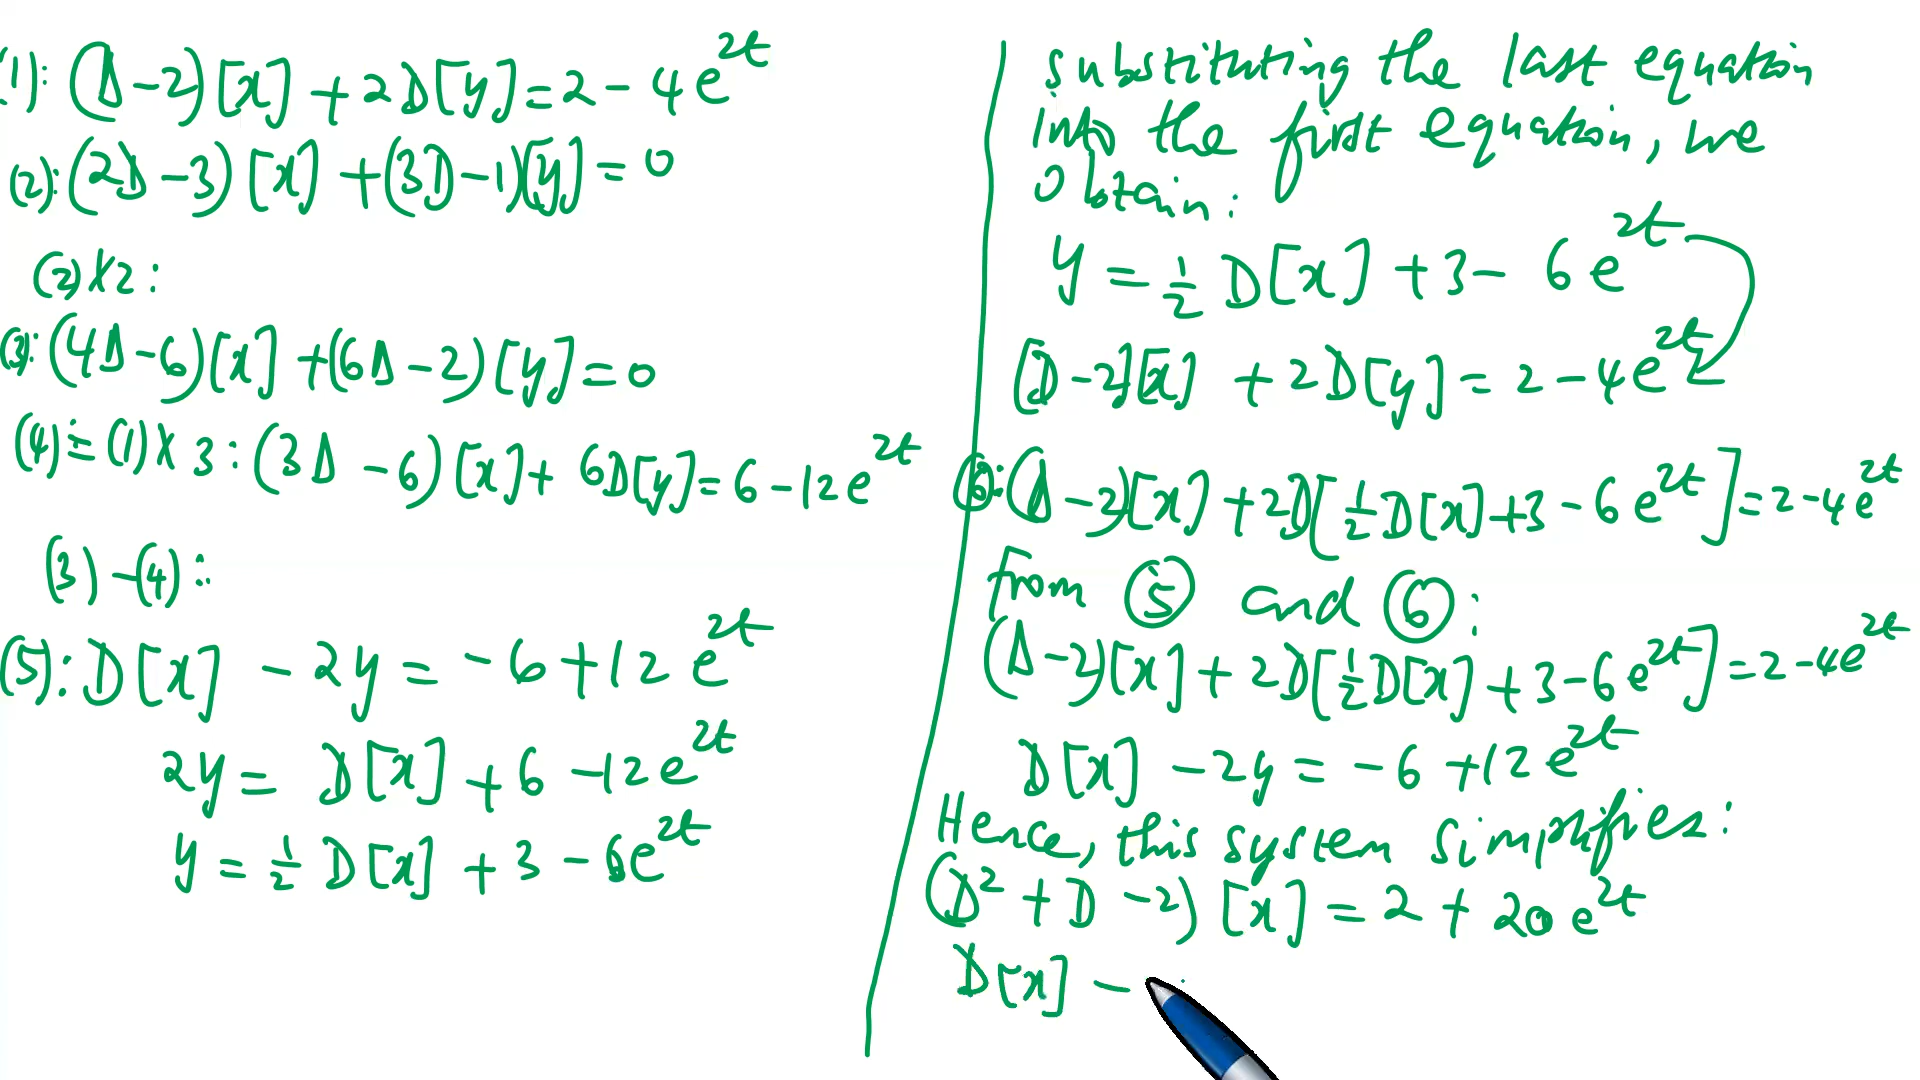 (1): (D-2)[x] + 2D[y] = 2 - 4e^{2t}
(2): (2D-3)[x] + (3D-1)[y] = 0
(2) X 2:
(3): (4D-6)[x] + (6D-2)[y] = 0
(4) = (1) X 3: (3D-6)[x] + 6D[y] = 6 - 12e^{2t}
(3) - (4):
(5): D[x] - 2y = -6 + 12e^{2t}
2y = D[x] + 6 - 12e^{2t}
y = 1/2 D[x] + 3 - 6e^{2t}
substituting the last equation
into the first equation, we
obtain:
y = 1/2 D[x] + 3 - 6e^{2t}
[D-2][x] + 2D[y] = 2 - 4e^{2t}
(6): (D-2)[x] + 2D[1/2 D[x] + 3 - 6e^{2t}] = 2 - 4e^{2t}
From ⑤ and ⑥:
(D-2)[x] + 2D[1/2 D[x] + 3 - 6e^{2t}] = 2 - 4e^{2t}
D[x] - 2y = -6 + 12e^{2t}
Hence, this system simplifies:
(D² + D - 2)[x] = 2 + 20e^{2t}
D[x] -